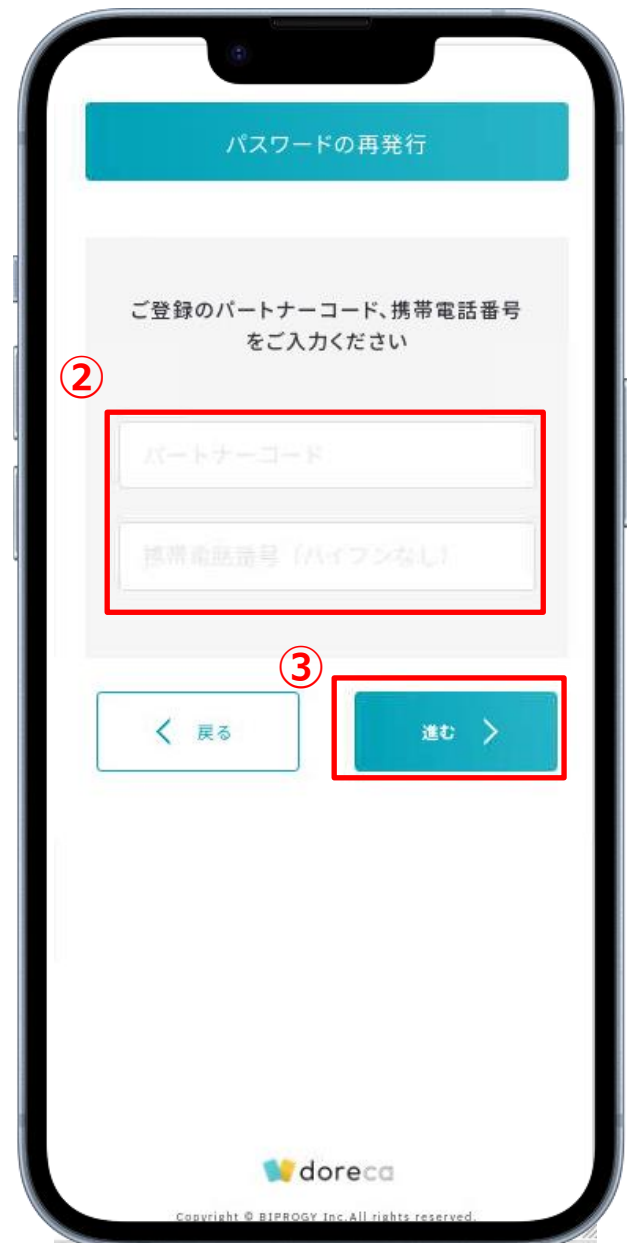 パスワードの再発行
ご登録のパートナーコード、携帯電話番号
をご入力ください
②
パートナーコード
携帯電話番号（ハイフンなし）
③
戻る
進む
doreca
Copyright © BIPROGY Inc.All rights reserved.